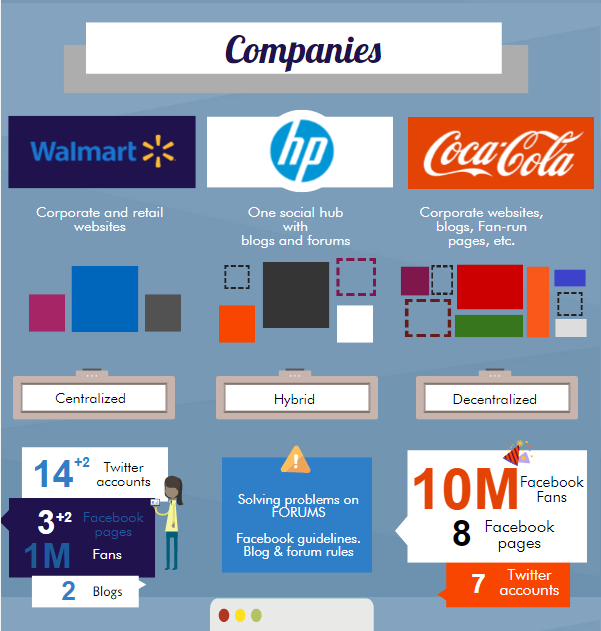 Companies
Walmart
hp
Coca-Cola
Corporate and retail
websites
One social hub
with
blogs and forums
Corporate websites,
blogs, Fan-run
pages, etc.
Centralized
Hybrid
Decentralized
14+2 Twitter
accounts
3+2 Facebook
pages
1M Fans
2 Blogs
Solving problems on
FORUMS
Facebook guidelines.
Blog & forum rules
10M Facebook
Fans
8 Facebook
pages
7 Twitter
accounts